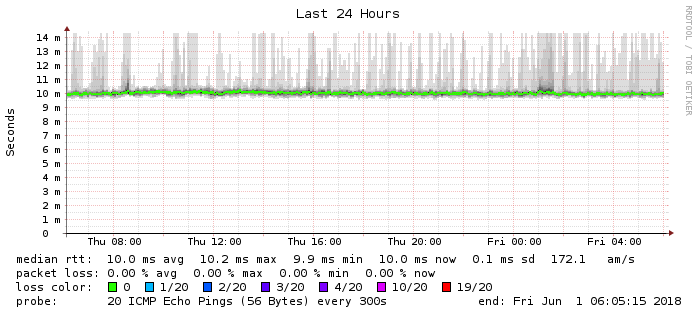 Last 24 Hours
RRDTOOL / TOBI OETIKER
Seconds
14 m
13 m
12 m
11 m
10 m
9 m
8 m
7 m
6 m
5 m
4 m
3 m
2 m
1 m
0
Thu 08:00 Thu 12:00 Thu 16:00 Thu 20:00 Fri 00:00 Fri 04:00
median rtt: 10.0 ms avg 10.2 ms max 9.9 ms min 10.0 ms now 0.1 ms sd 172.1 am/s
packet loss: 0.00 % avg 0.00 % max 0.00 % min 0.00 % now
loss color: 0 1/20 2/20 3/20 4/20 10/20 19/20
probe: 20 ICMP Echo Pings (56 Bytes) every 300s end: Fri Jun 1 06:05:15 2018